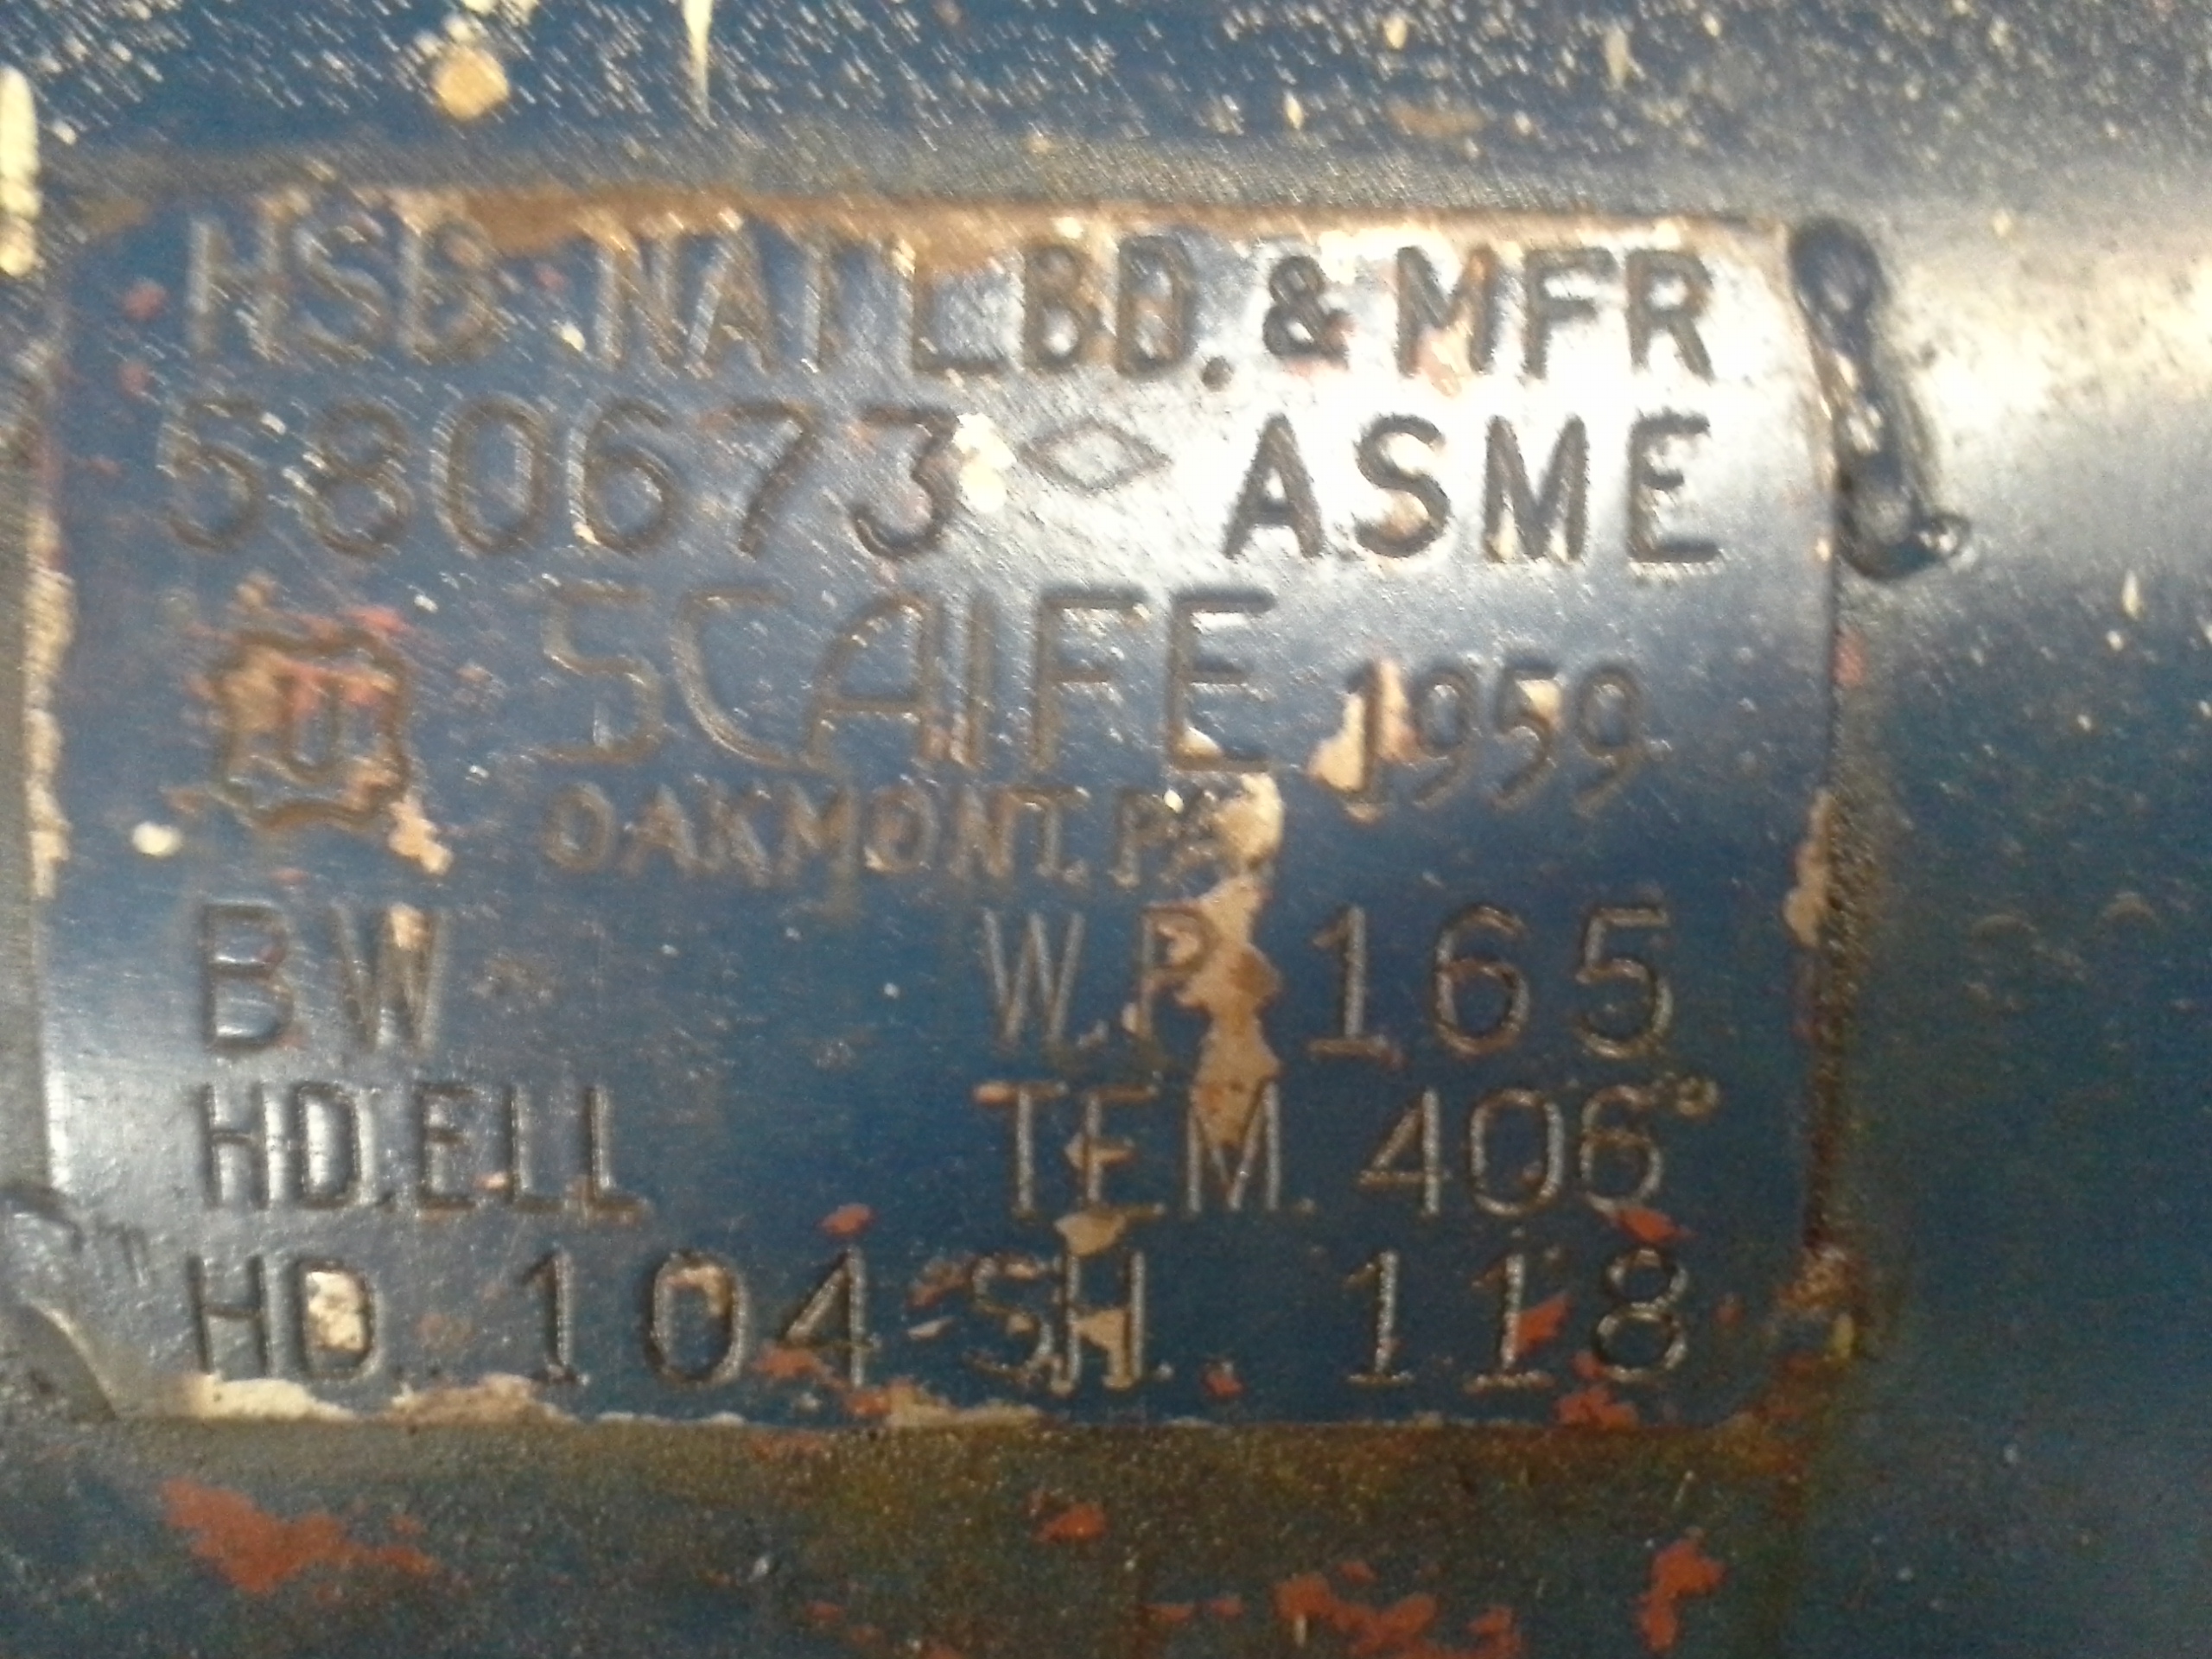 HSB NAT'L BD. & MFR
580673 ASME
U SCAIFE 1959
OAKMONT, PA
BW W.P. 165
HD. ELL TEM. 406°
HD. 104 SH. 118